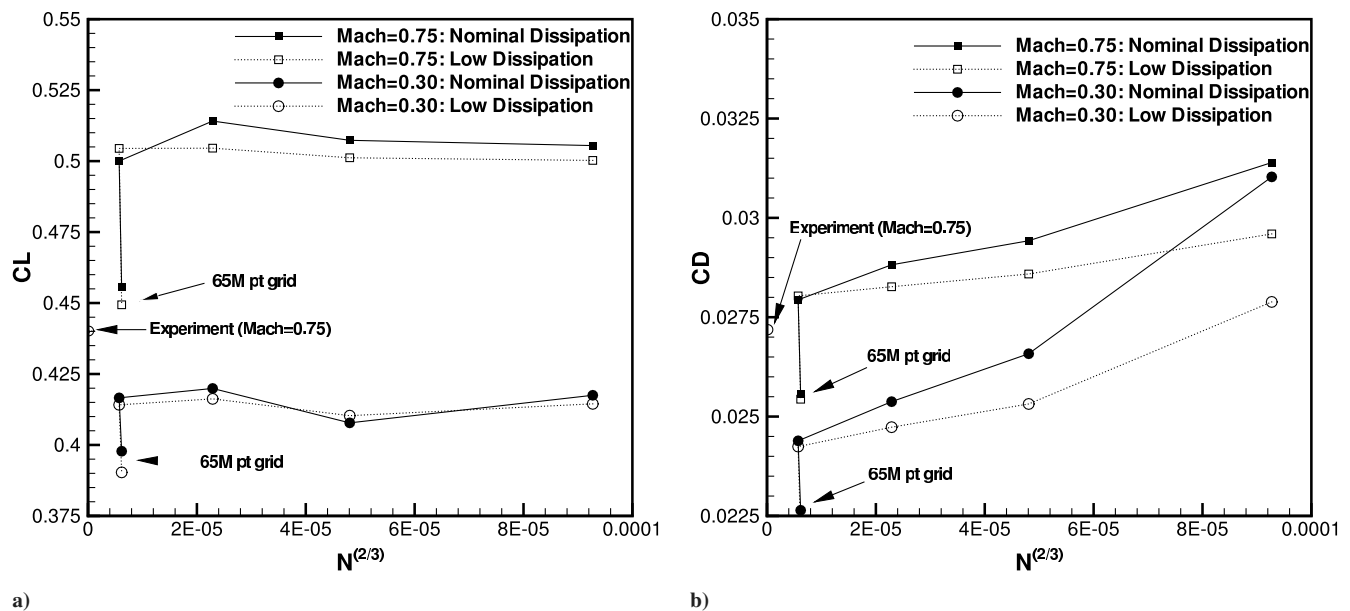 0.55
0.525
0.5
0.475
0.45
0.425
0.4
0.375
CL
Mach=0.75: Nominal Dissipation
Mach=0.75: Low Dissipation
Mach=0.30: Nominal Dissipation
Mach=0.30: Low Dissipation
65M pt grid
Experiment (Mach=0.75)
65M pt grid
0
2E-05
4E-05
6E-05
8E-05
0.0001
N(2/3)
a)
0.035
0.0325
0.03
0.0275
0.025
0.0225
CD
Mach=0.75: Nominal Dissipation
Mach=0.75: Low Dissipation
Mach=0.30: Nominal Dissipation
Mach=0.30: Low Dissipation
Experiment (Mach=0.75)
65M pt grid
65M pt grid
0
2E-05
4E-05
6E-05
8E-05
0.0001
N(2/3)
b)